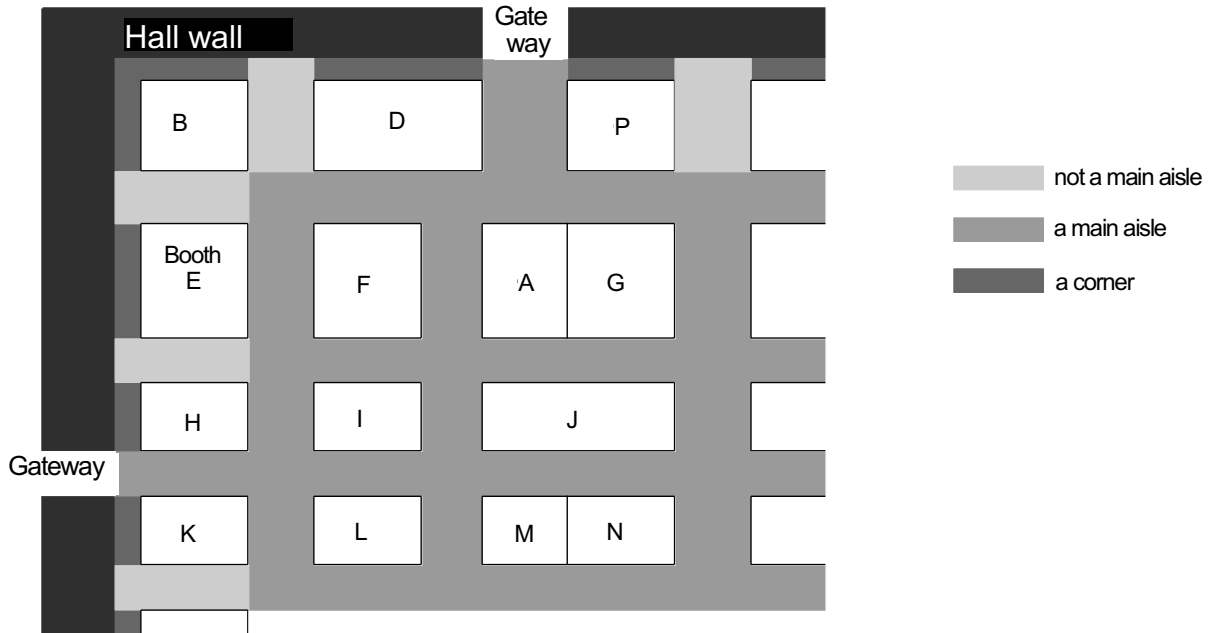 Gate
way
Hall wall
B
D
P
not a main aisle
a main aisle
Booth
E
F
A
G
a corner
H
I
J
Gateway
K
L
M
N